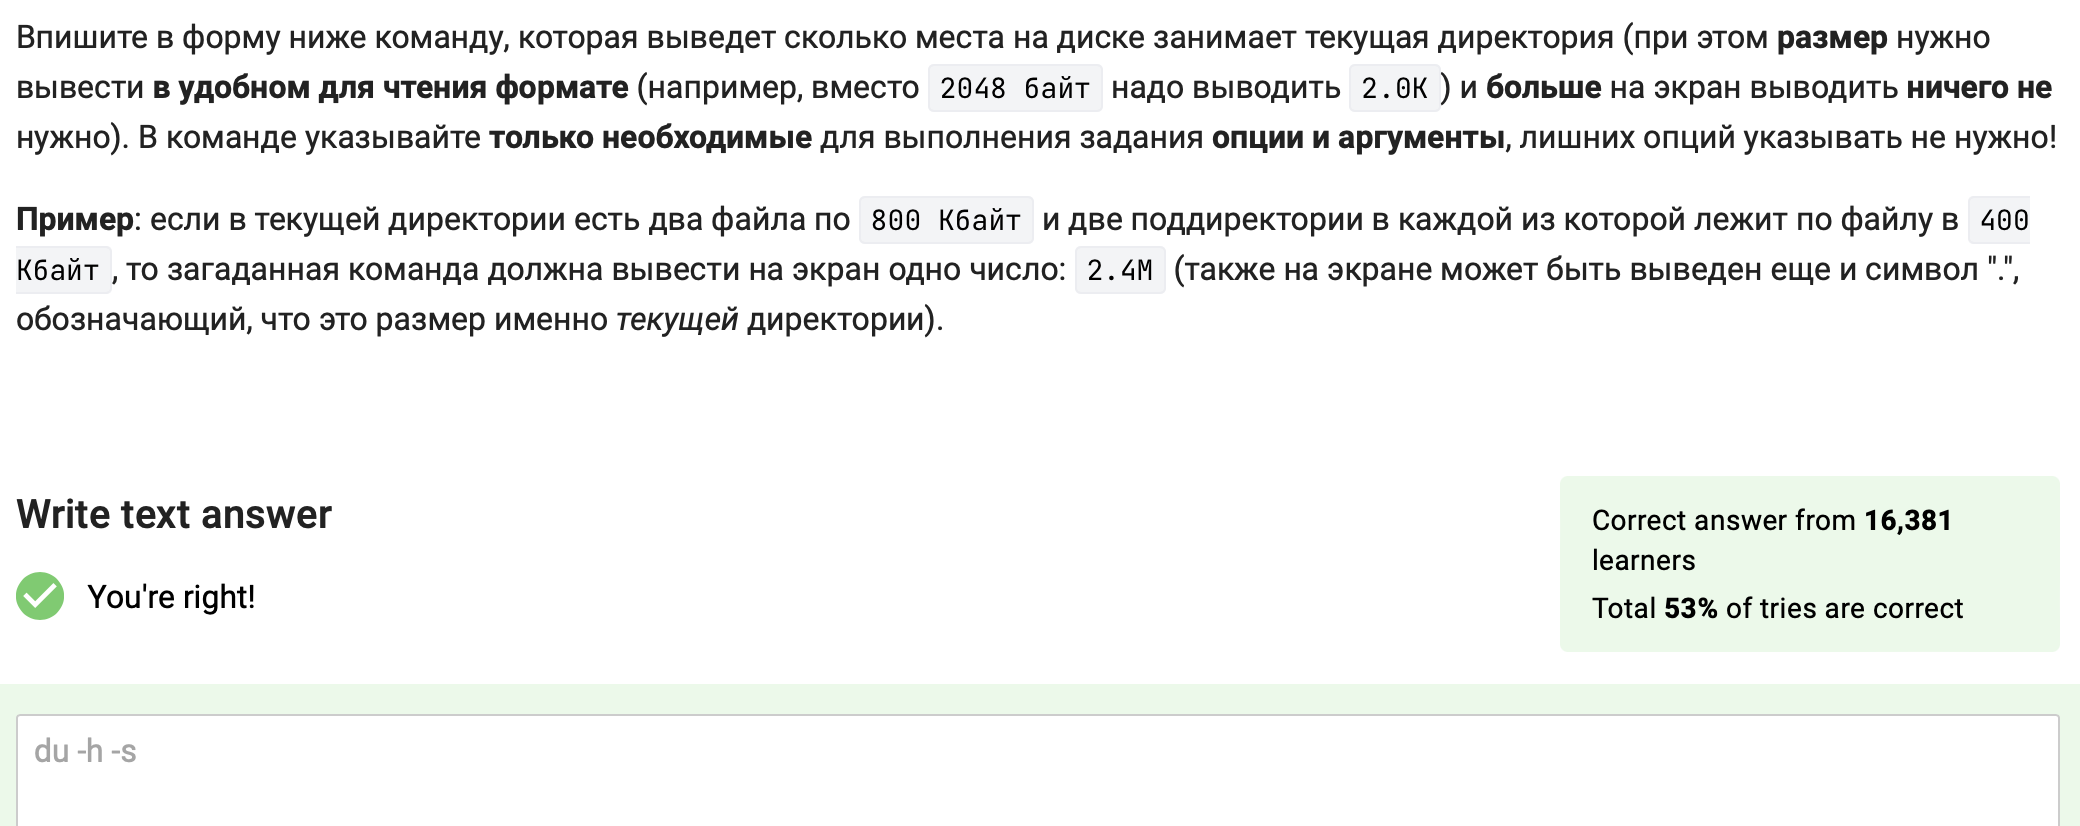 Впишите в форму ниже команду, которая выведет сколько места на диске занимает текущая директория (при этом размер нужно
вывести в удобном для чтения формате (например, вместо 2048 байт надо выводить 2.0K) и больше на экран выводить ничего не
нужно). В команде указывайте только необходимые для выполнения задания опции и аргументы, лишних опций указывать не нужно!
Пример: если в текущей директории есть два файла по 800 Кбайт и две поддиректории в каждой из которой лежит по файлу в 400
Кбайт, то загаданная команда должна вывести на экран одно число: 2.4M (также на экране может быть выведен еще и символ ".",
обозначающий, что это размер именно текущей директории).
Write text answer
You're right!
Correct answer from 16,381
learners
Total 53% of tries are correct
du -h -s